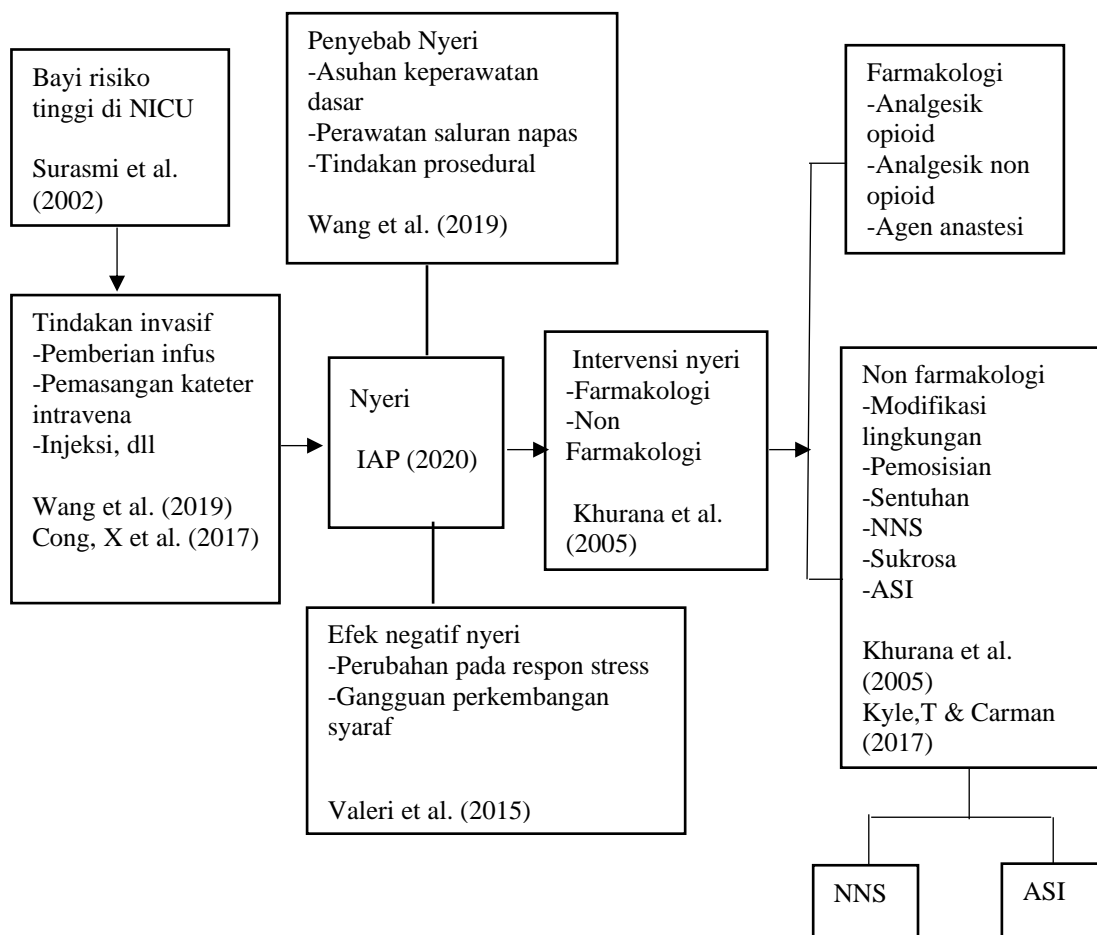 Bayi risiko
tinggi di NICU
Surasmi et al.
(2002)
Penyebab Nyeri
-Asuhan keperawatan
dasar
-Perawatan saluran napas
-Tindakan prosedural
Wang et al. (2019)
Farmakologi
-Analgesik
opioid
-Analgesik non
opioid
-Agen anastesi
Tindakan invasif
-Pemberian infus
-Pemasangan kateter
intravena
-Injeksi, dll
Wang et al. (2019)
Cong, X et al. (2017)
Nyeri
IAP (2020)
Intervensi nyeri
-Farmakologi
-Non
Farmakologi
Khurana et al.
(2005)
Non farmakologi
-Modifikasi
lingkungan
-Pemosisian
-Sentuhan
-NNS
-Sukrosa
-ASI
Khurana et al.
(2005)
Kyle,T & Carman
(2017)
Efek negatif nyeri
-Perubahan pada respon stress
-Gangguan perkembangan
syaraf
Valeri et al. (2015)
NNS
ASI